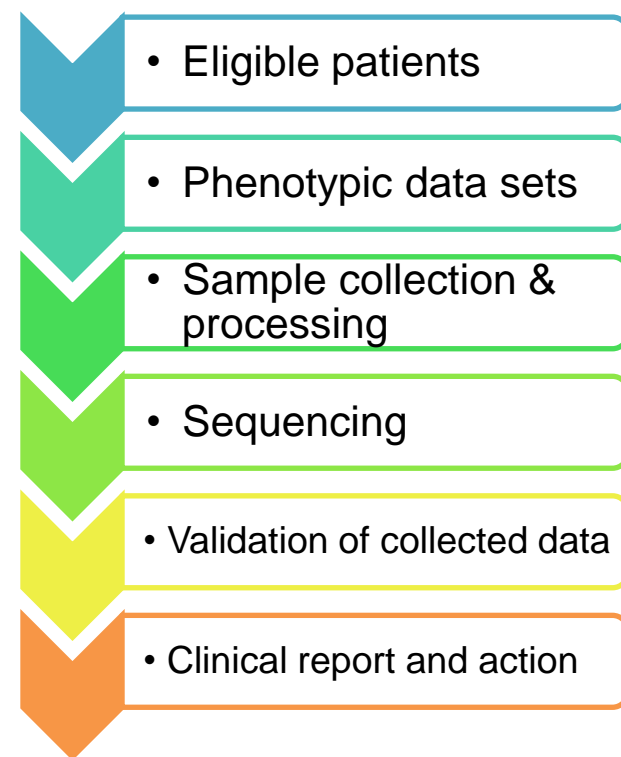 • Eligible patients
• Phenotypic data sets
• Sample collection &
processing
• Sequencing
• Validation of collected data
• Clinical report and action